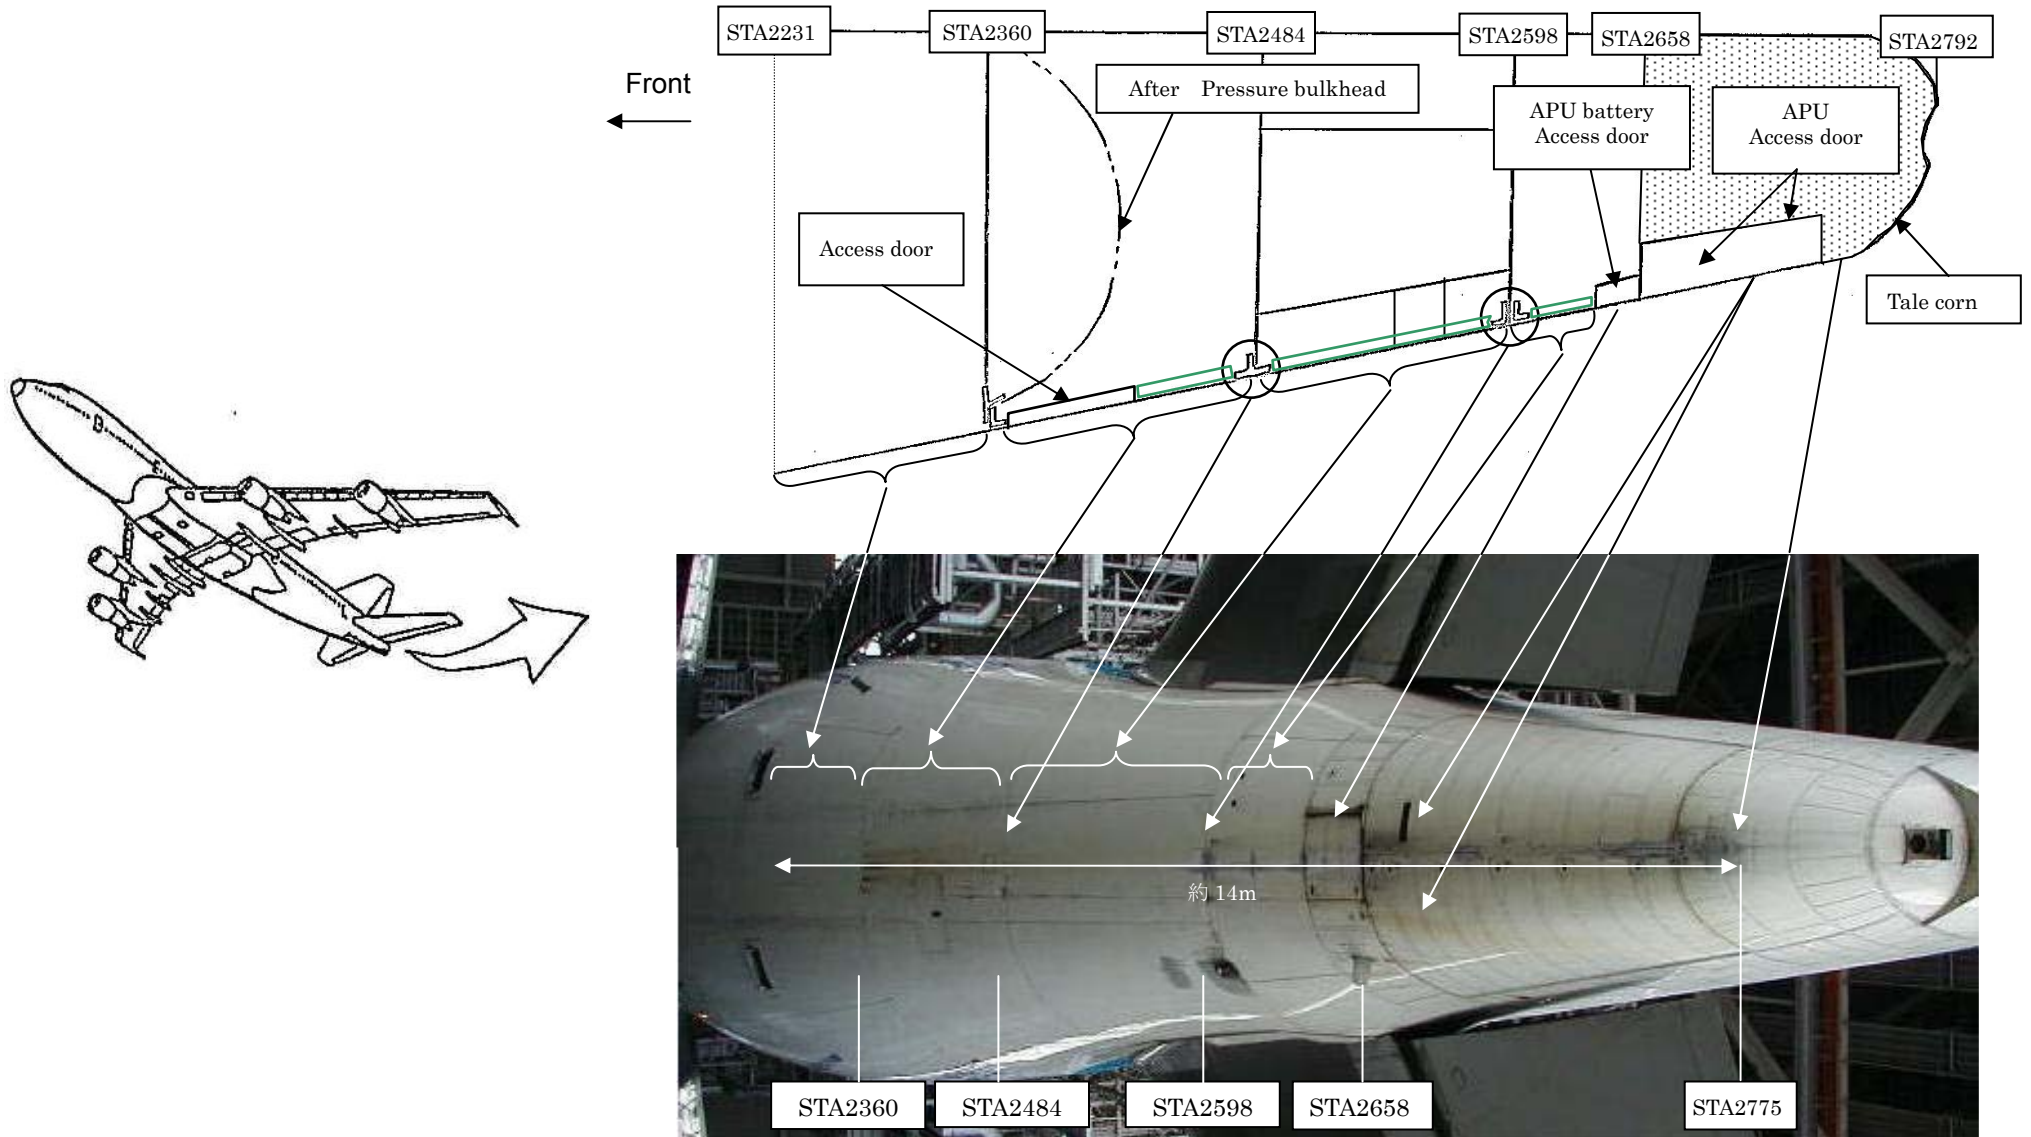 STA2231
STA2360
STA2484
STA2598
STA2658
STA2792
Front
After Pressure bulkhead
APU battery
Access door
APU
Access door
Access door
Tale corn
約 14m
STA2360
STA2484
STA2598
STA2658
STA2775